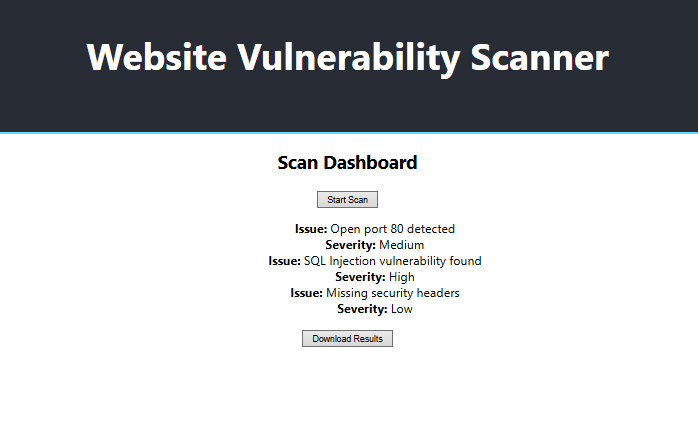 Website Vulnerability Scanner
Scan Dashboard
Start Scan
Issue: Open port 80 detected
Severity: Medium
Issue: SQL Injection vulnerability found
Severity: High
Issue: Missing security headers
Severity: Low
Download Results